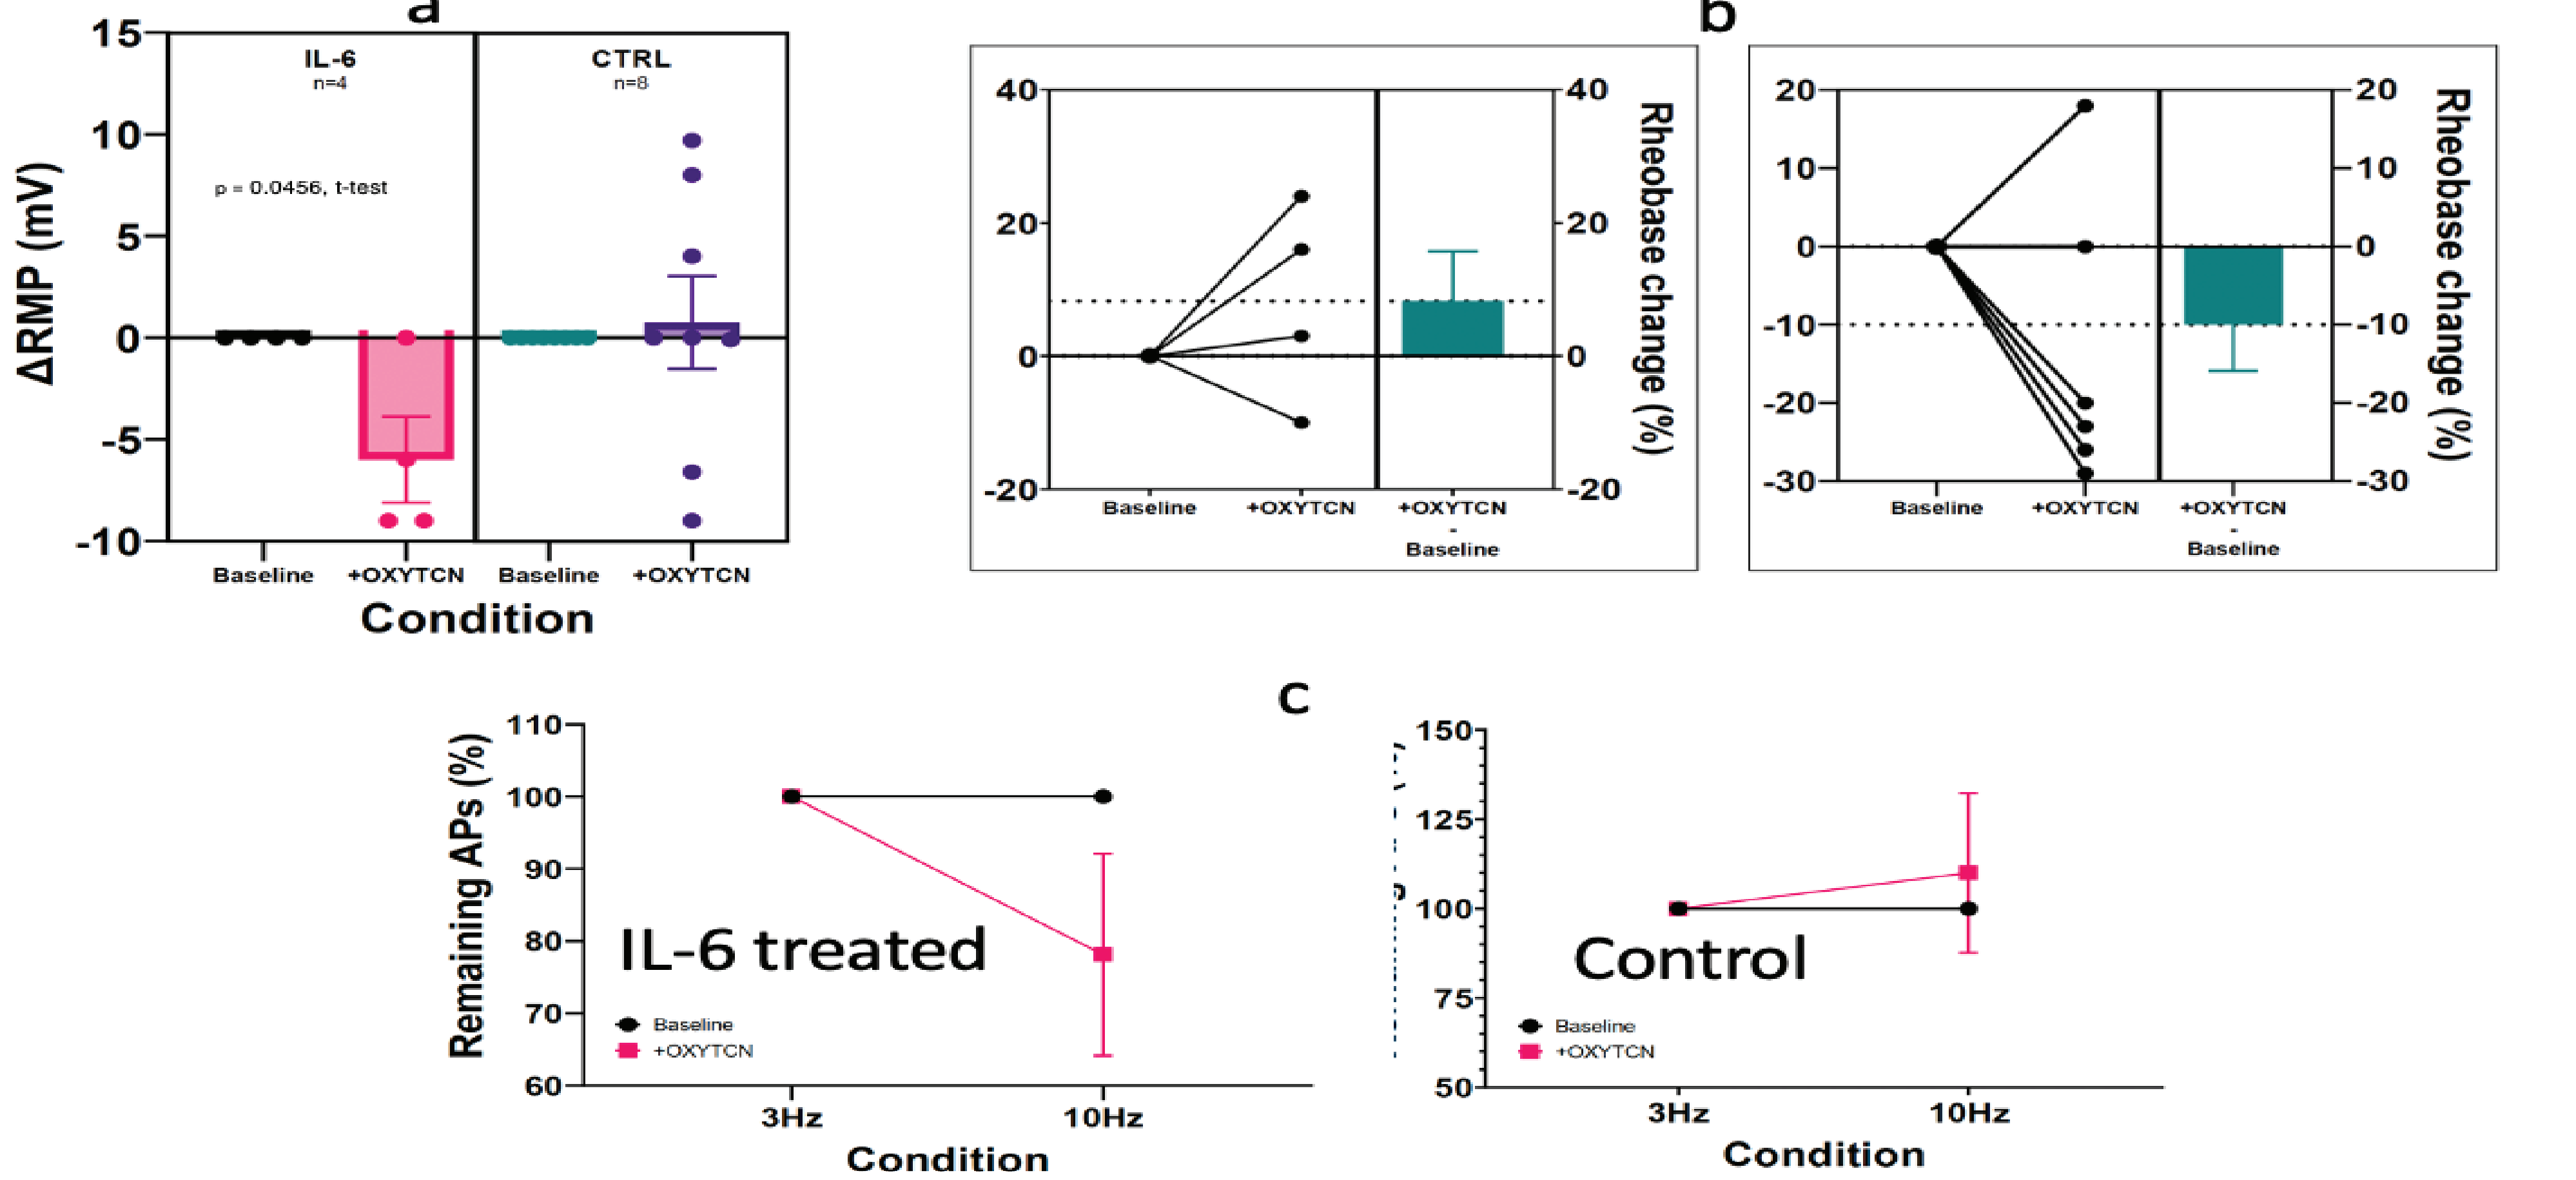 a
b
15
10
5
0
-5
-10
ΔRMP (mV)
IL-6
n=4
CTRL
n=8
p = 0.0456, t-test
Baseline
+OXYTCN
Baseline
+OXYTCN
Condition
40
20
0
-20
40
20
0
-20
Rheobase change (%)
Baseline
+OXYTCN
+OXYTCN
-
Baseline
20
10
0
-10
-20
-30
20
10
0
-10
-20
-30
Rheobase change (%)
Baseline
+OXYTCN
+OXYTCN
-
Baseline
c
110
100
90
80
70
60
Remaining APs (%)
IL-6 treated
Baseline
+OXYTCN
3Hz
10Hz
Condition
150
125
100
75
50
Control
Baseline
+OXYTCN
3Hz
10Hz
Condition